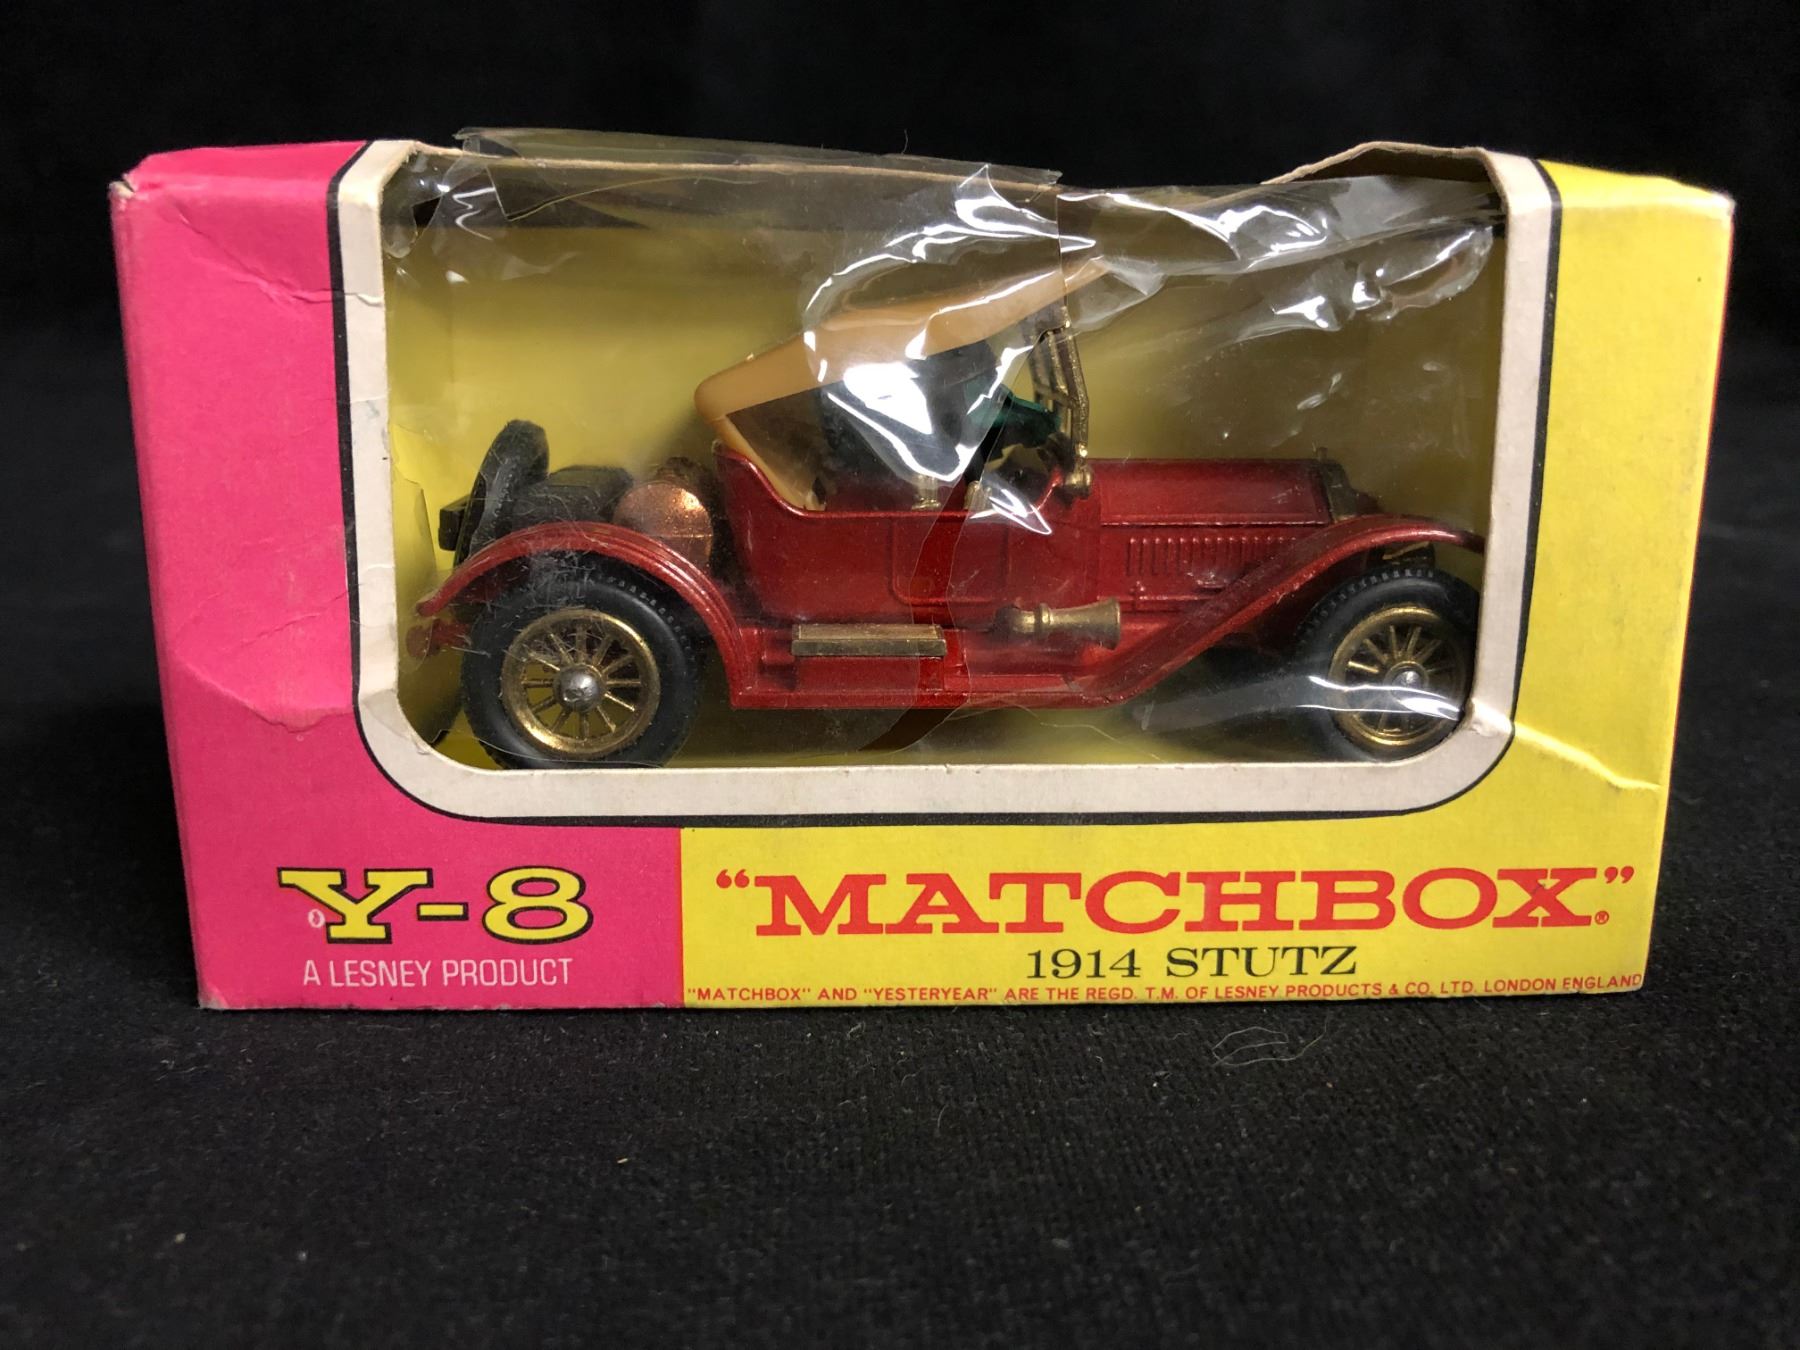 Y-8
A LESNEY PRODUCT
"MATCHBOX"®
1914 STUTZ
"MATCHBOX" AND "YESTERYEAR" ARE THE REGD. T.M. OF LESNEY PRODUCTS & CO. LTD. LONDON ENGLAND